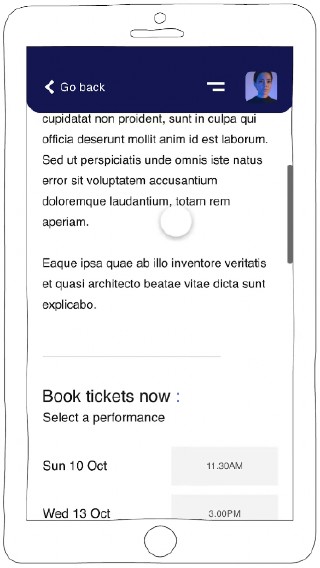 Go back
cupidatat non proident, sunt in culpa qui
officia deserunt mollit anim id est laborum.
Sed ut perspiciatis unde omnis iste natus
error sit voluptatem accusantium
doloremque laudantium, totam rem
aperiam.
Eaque ipsa quae ab illo inventore veritatis
et quasi architecto beatae vitae dicta sunt
explicabo.
Book tickets now :
Select a performance
Sun 10 Oct 11.30AM
Wed 13 Oct 3.00PM